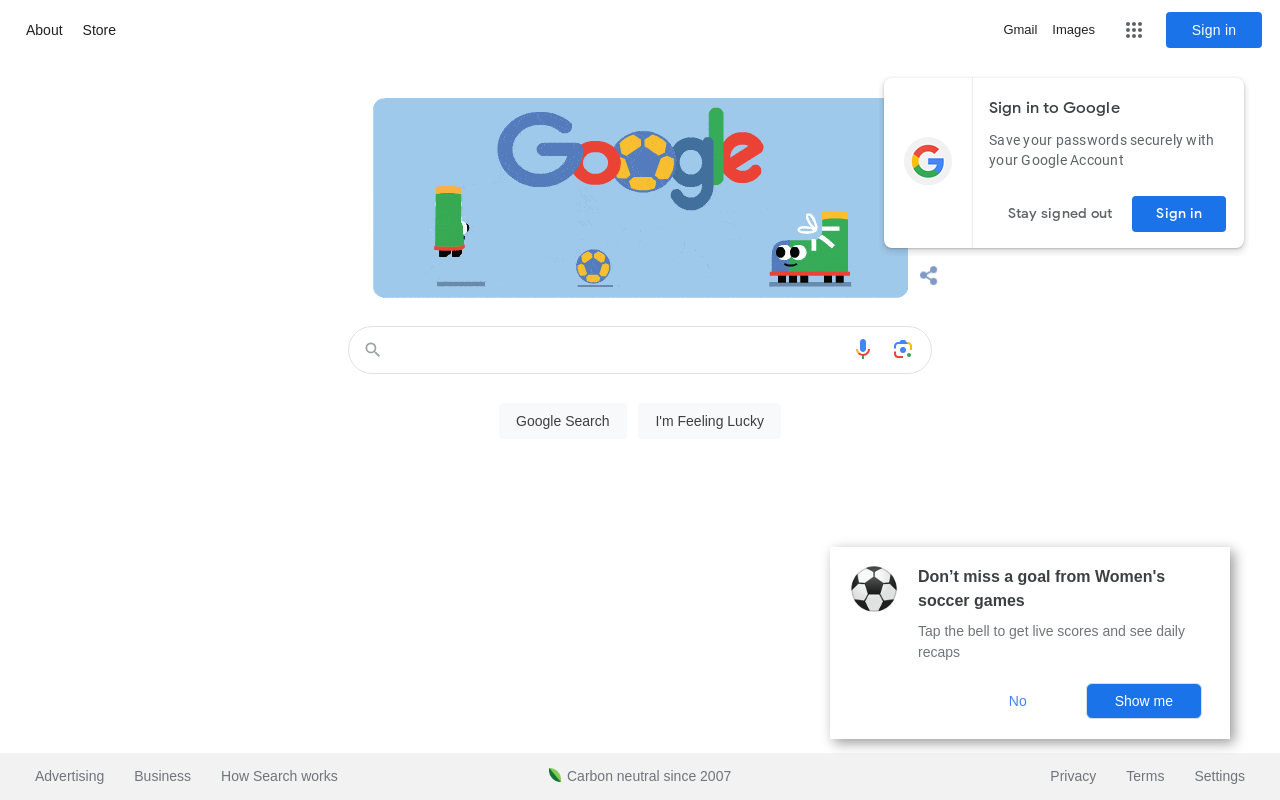 About Store
Gmail Images Sign in
Google
Sign in to Google
Save your passwords securely with
your Google Account
Stay signed out Sign in
Google Search I'm Feeling Lucky
Don’t miss a goal from Women's
soccer games
Tap the bell to get live scores and see daily
recaps
No Show me
Advertising Business How Search works Carbon neutral since 2007 Privacy Terms Settings